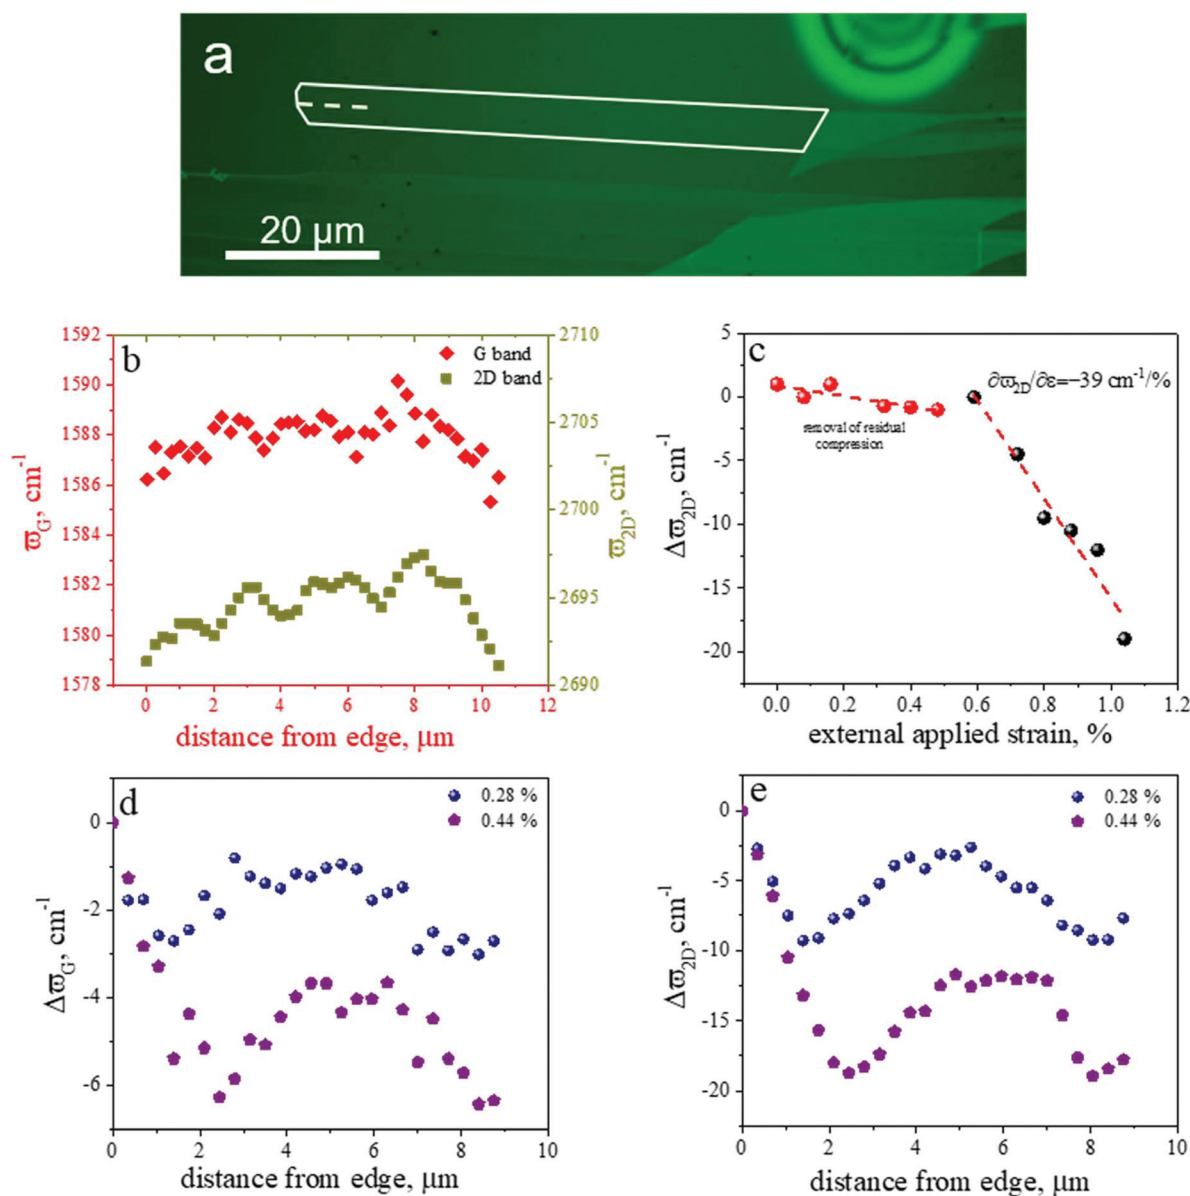 a
20 μm
b
G band
2D band
1592
1590
1588
1586
1584
1582
1580
1578
ϖG, cm-1
2710
2705
2700
2695
2690
ϖ2D, cm-1
0 2 4 6 8 10 12
distance from edge, μm
c
∂ϖ2D/∂ε=−39 cm-1/%
removal of residual
compression
5
0
-5
-10
-15
-20
Δϖ2D, cm-1
0.0 0.2 0.4 0.6 0.8 1.0 1.2
external applied strain, %
d
0.28 %
0.44 %
0
-2
-4
-6
ΔϖG, cm-1
0 2 4 6 8 10
distance from edge, μm
e
0.28 %
0.44 %
0
-5
-10
-15
-20
Δϖ2D, cm-1
0 2 4 6 8 10
distance from edge, μm